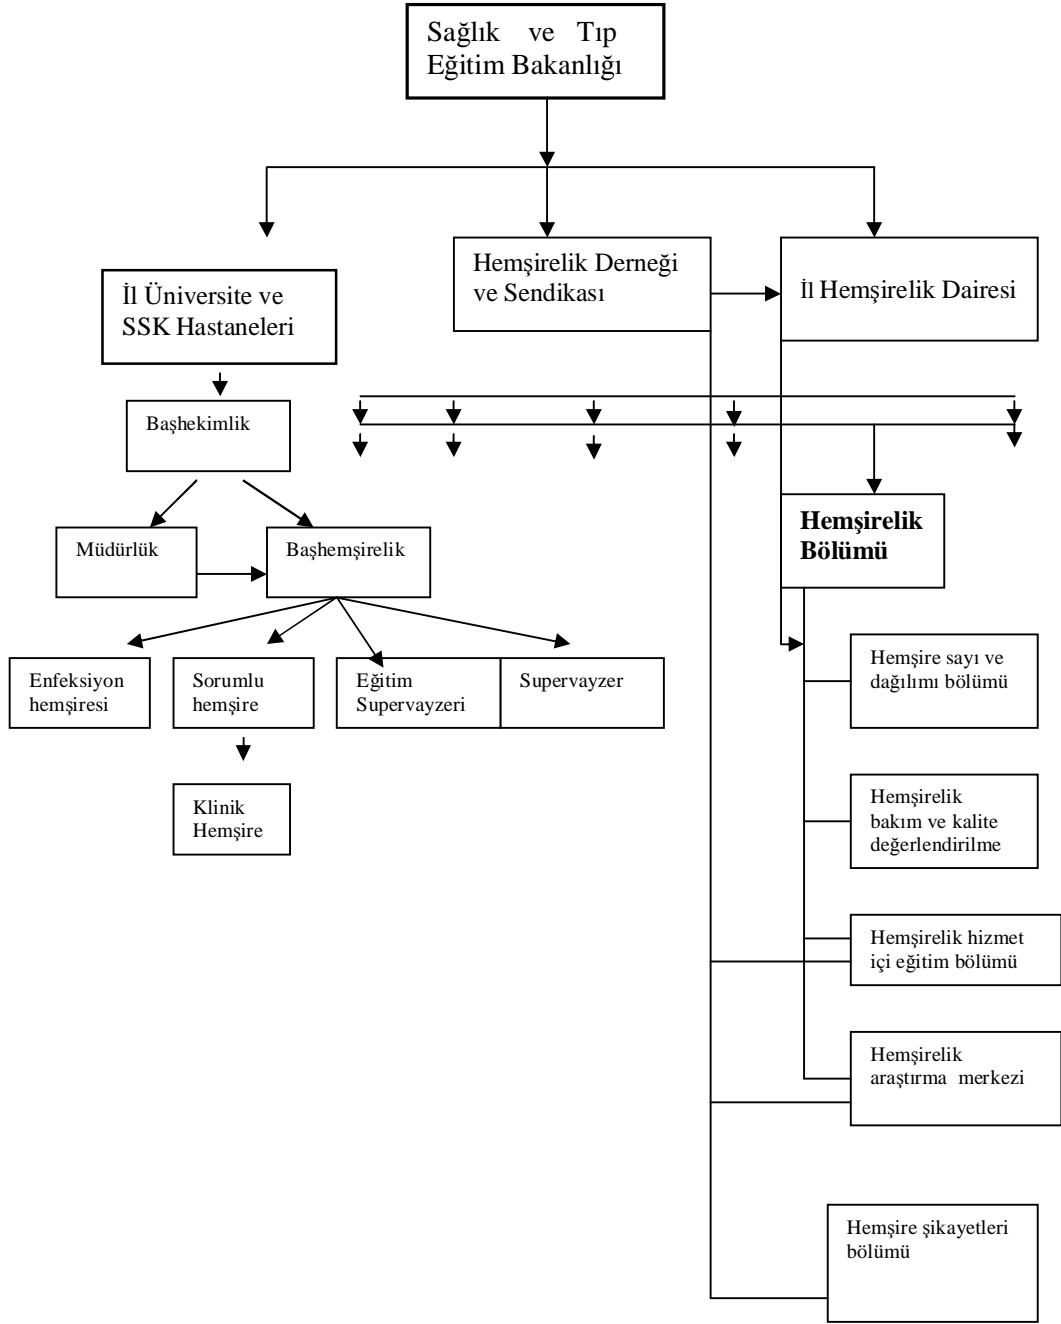 Sağlık ve Tıp
Eğitim Bakanlığı
Hemşirelik Derneği
ve Sendikası
İl Hemşirelik Dairesi
İl Üniversite ve
SSK Hastaneleri
Başhekimlik
Hemşirelik
Bölümü
Müdürlük
Başhemşirelik
Enfeksiyon
hemşiresi
Sorumlu
hemşire
Eğitim
Supervayzeri
Supervayzer
Hemşire sayı ve
dağılımı bölümü
Klinik
Hemşire
Hemşirelik
bakım ve kalite
değerlendirilme
Hemşirelik hizmet
içi eğitim bölümü
Hemşirelik
araştırma merkezi
Hemşire şikayetleri
bölümü